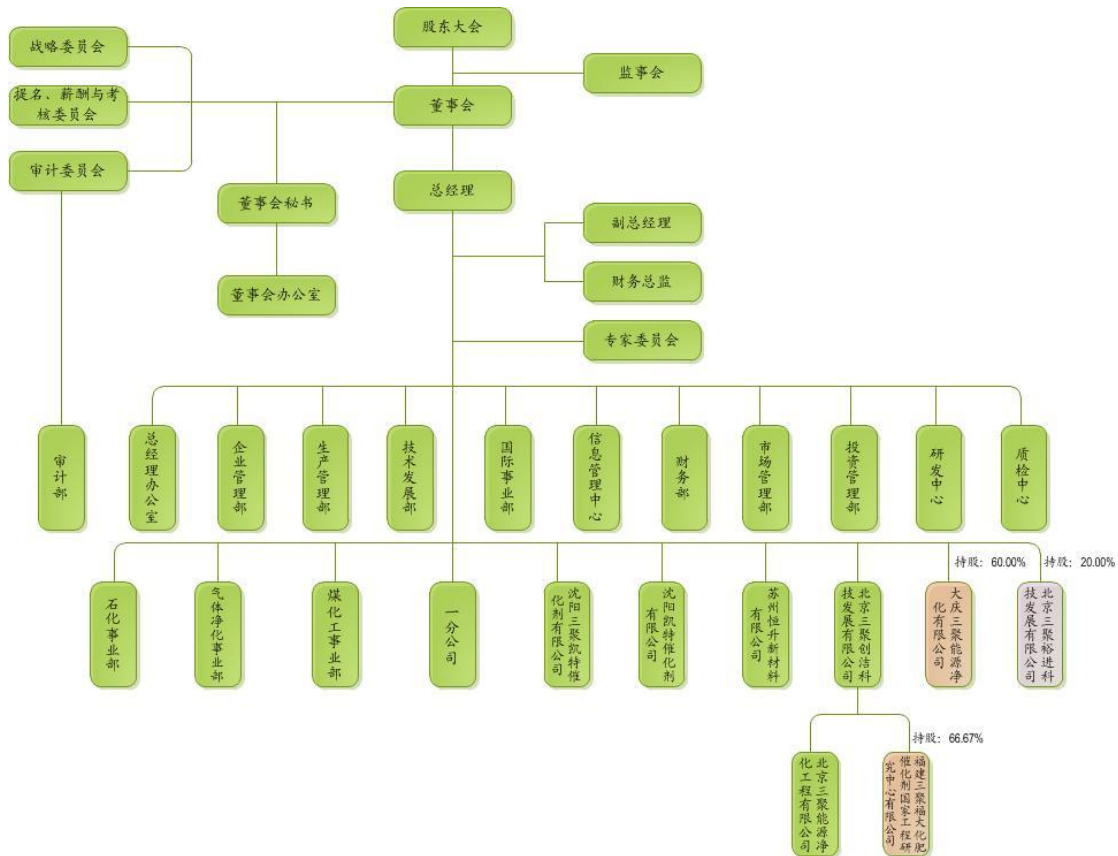 股东大会
战略委员会
监事会
提名、薪酬与考
核委员会
董事会
审计委员会
总经理
董事会秘书
副总经理
董事会办公室
财务总监
专家委员会
审计部
总经理办公室
企业管理部
生产管理部
技术发展部
国际事业部
信息管理中心
财务部
市场管理部
投资管理部
研发中心
质检中心
持股：60.00%
持股：20.00%
石化事业部
气体净化事业部
煤化工事业部
一分公司
沈阳三聚凯特催
化剂有限公司
沈阳凯特催化剂
有限公司
苏州恒升新材料
有限公司
北京三聚创洁科
技发展有限公司
大庆三聚能源净
化有限公司
北京三聚裕进科
技发展有限公司
持股：66.67%
北京三聚能源净
化工程有限公司
福建三聚福大化肥
催化剂国家工程研
究中心有限公司